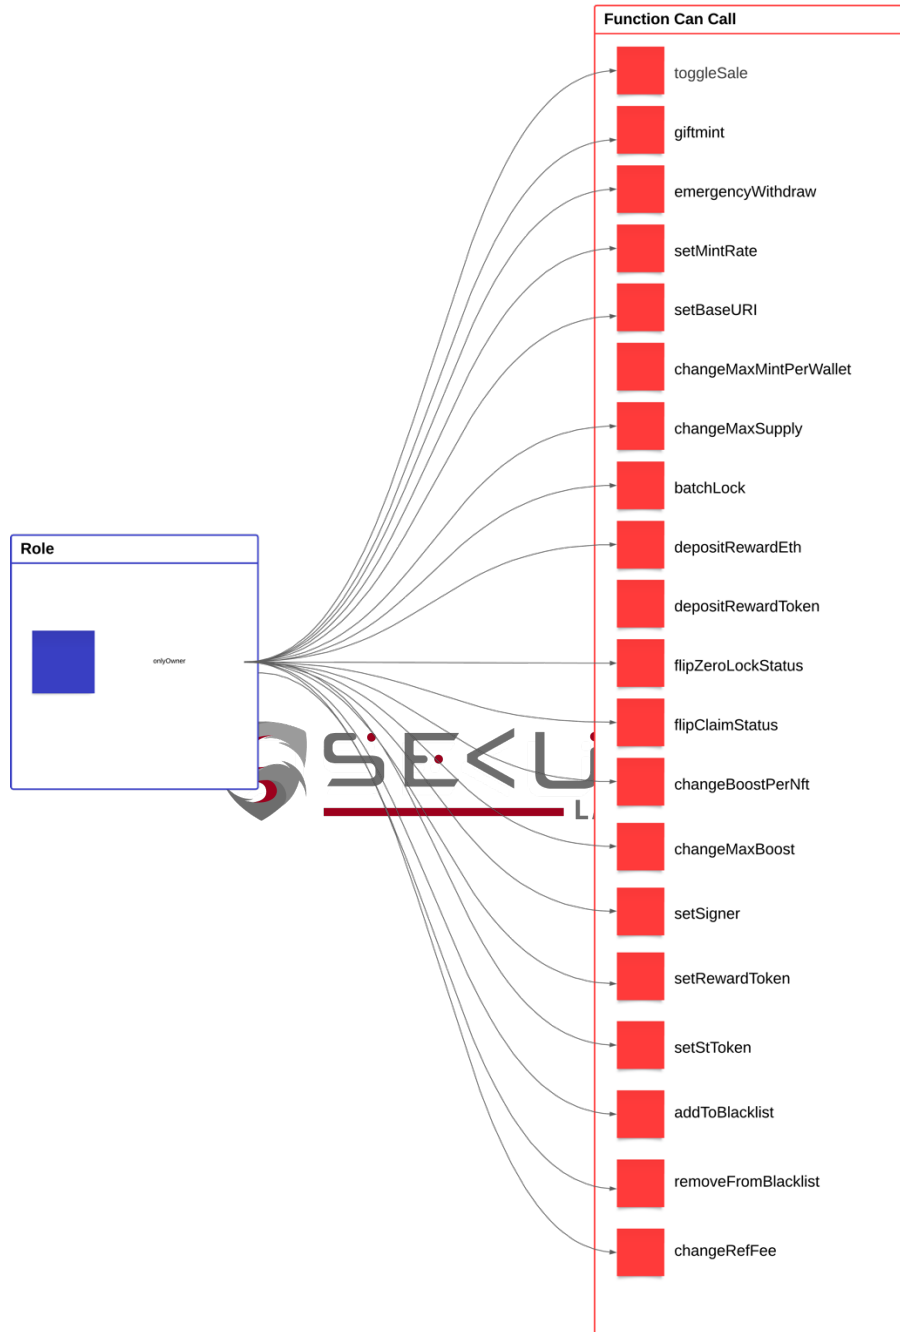 Function Can Call
toggleSale
giftmint
emergencyWithdraw
setMintRate
setBaseURI
changeMaxMintPerWallet
changeMaxSupply
batchLock
Role
depositRewardEth
depositRewardToken
onlyOwner
flipZeroLockStatus
flipClaimStatus
changeBoostPerNft
changeMaxBoost
setSigner
setRewardToken
setStToken
addToBlacklist
removeFromBlacklist
changeRefFee